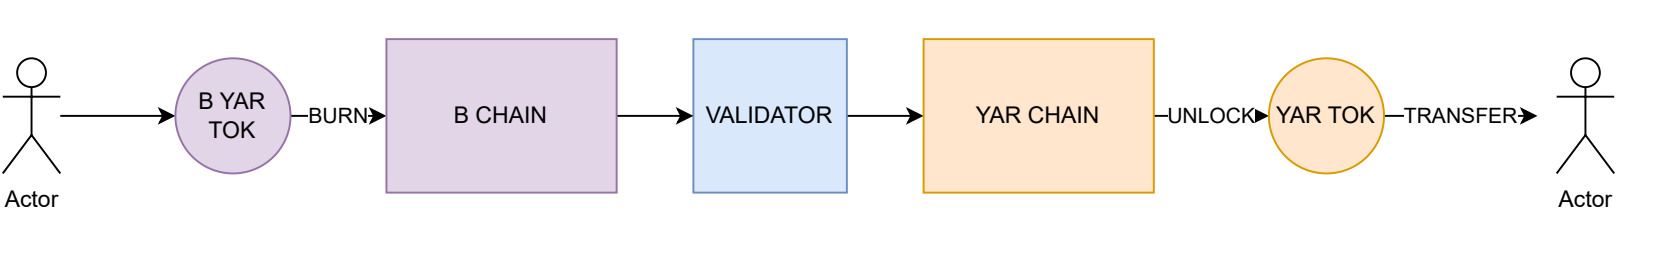 Actor
B YAR
TOK
BURN
B CHAIN
VALIDATOR
YAR CHAIN
UNLOCK
YAR TOK
TRANSFER
Actor